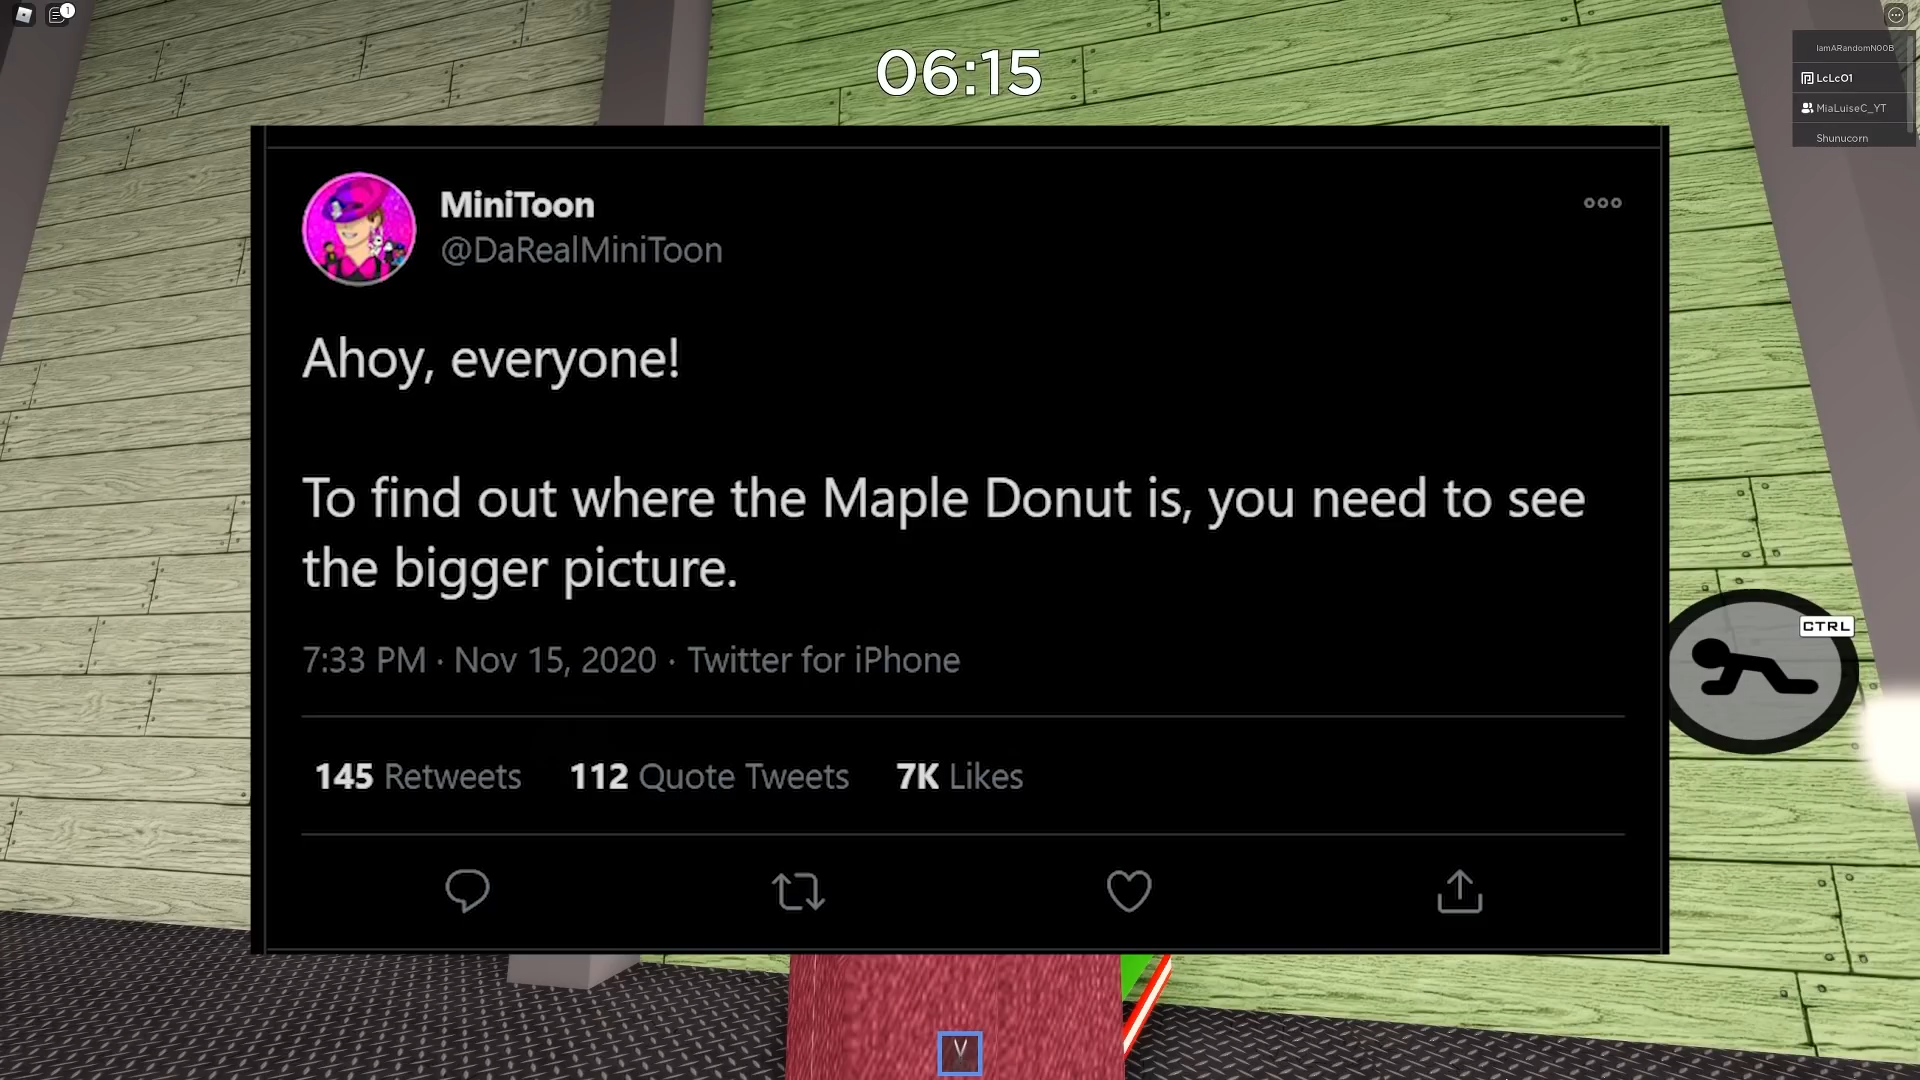 1
06:15
IamARandomN00B
LcLc01
MiaLuiseC_YT
Shunucorn
MiniToon
@DaRealMiniToon
Ahoy, everyone!
To find out where the Maple Donut is, you need to see
the bigger picture.
7:33 PM · Nov 15, 2020 · Twitter for iPhone
145 Retweets 112 Quote Tweets 7K Likes
CTRL